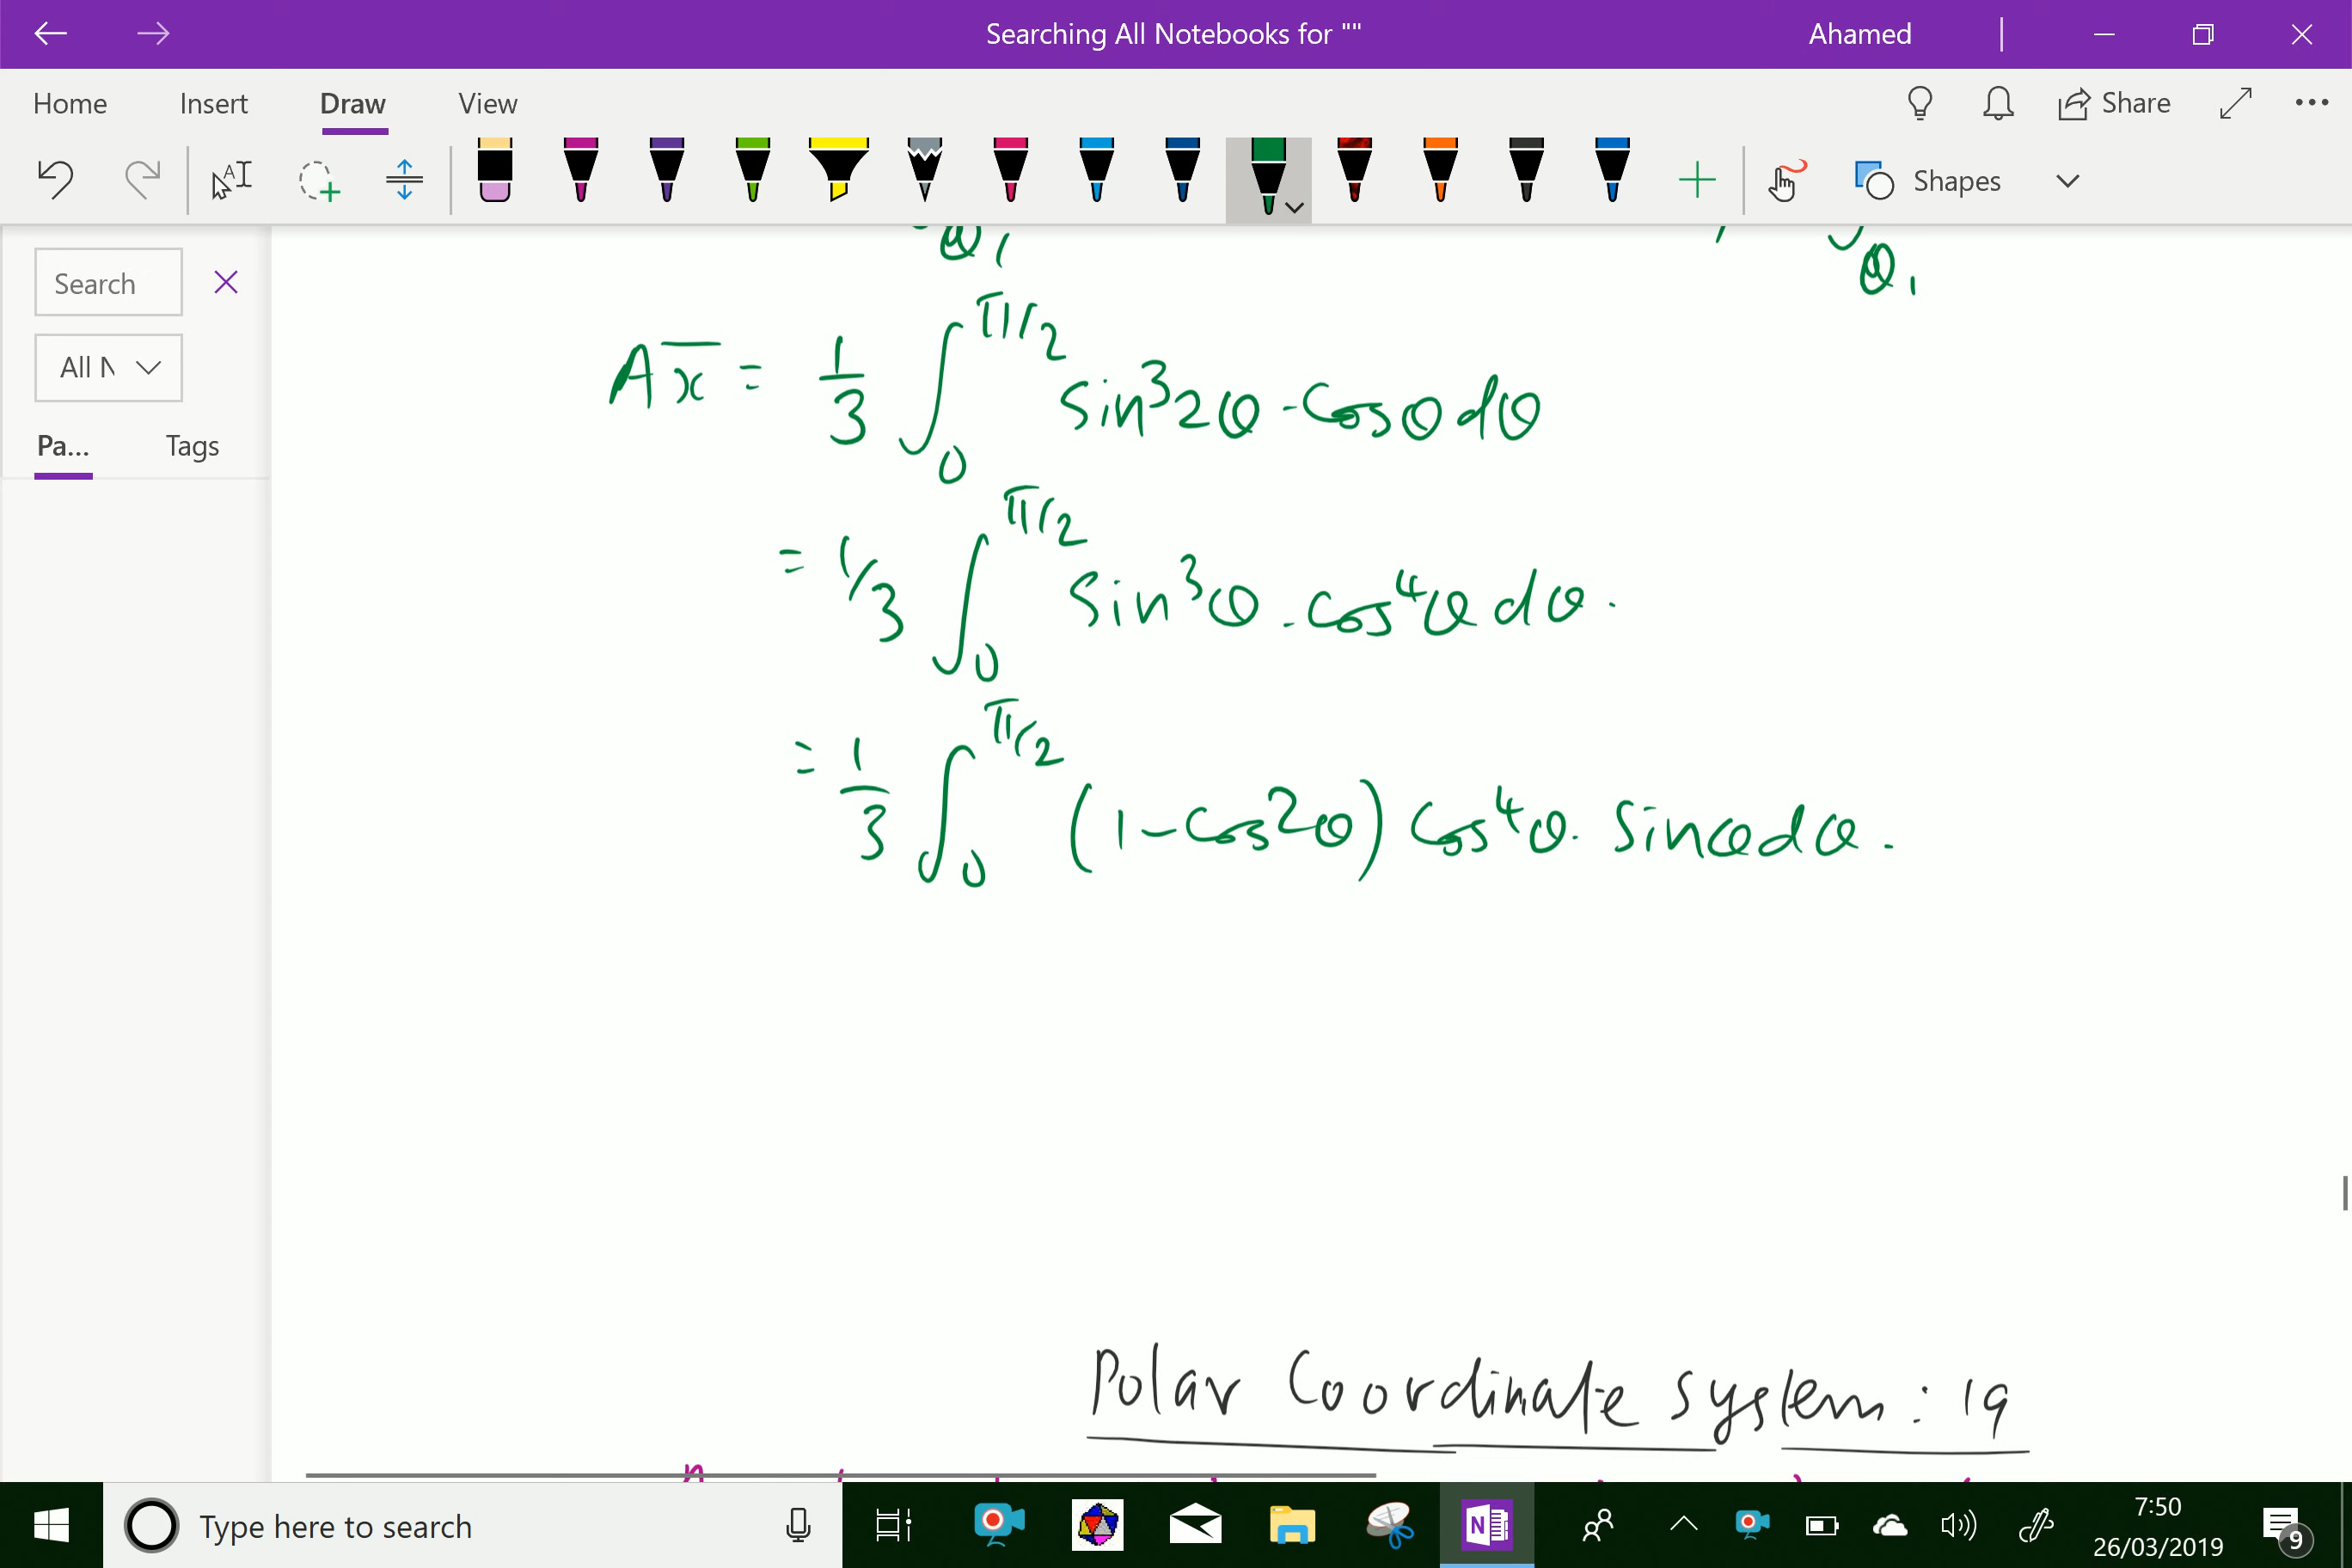 Searching All Notebooks for ""
Ahamed
Home Insert Draw View
Share
Shapes
Search
All N
Pa... Tags
θ₁ θ₁
Ax̅ = 1/3 ∫₀^π/2 sin³2θ · cosθ dθ
= 1/3 ∫₀^π/2 sin³θ · cos⁴θ dθ.
= 1/3 ∫₀^π/2 (1-cos²θ) cos⁴θ. sinθ dθ.
Polar Coordinate system: 19
Type here to search
7:50
26/03/2019
9